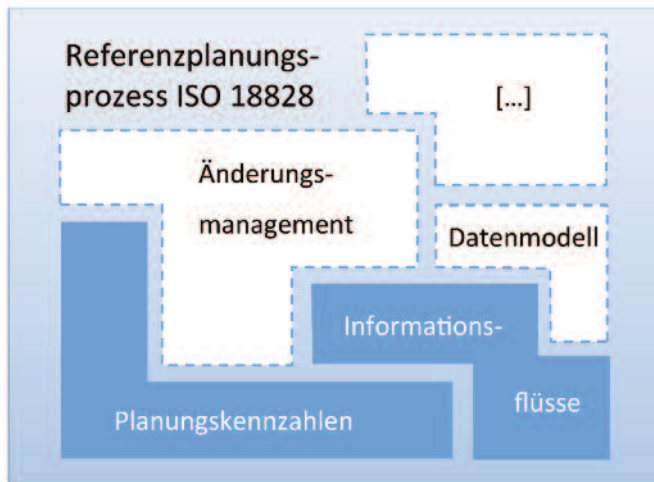 Referenzplanungs-
prozess ISO 18828
[...]
Änderungs-
management
Datenmodell
Informations-
flüsse
Planungskennzahlen